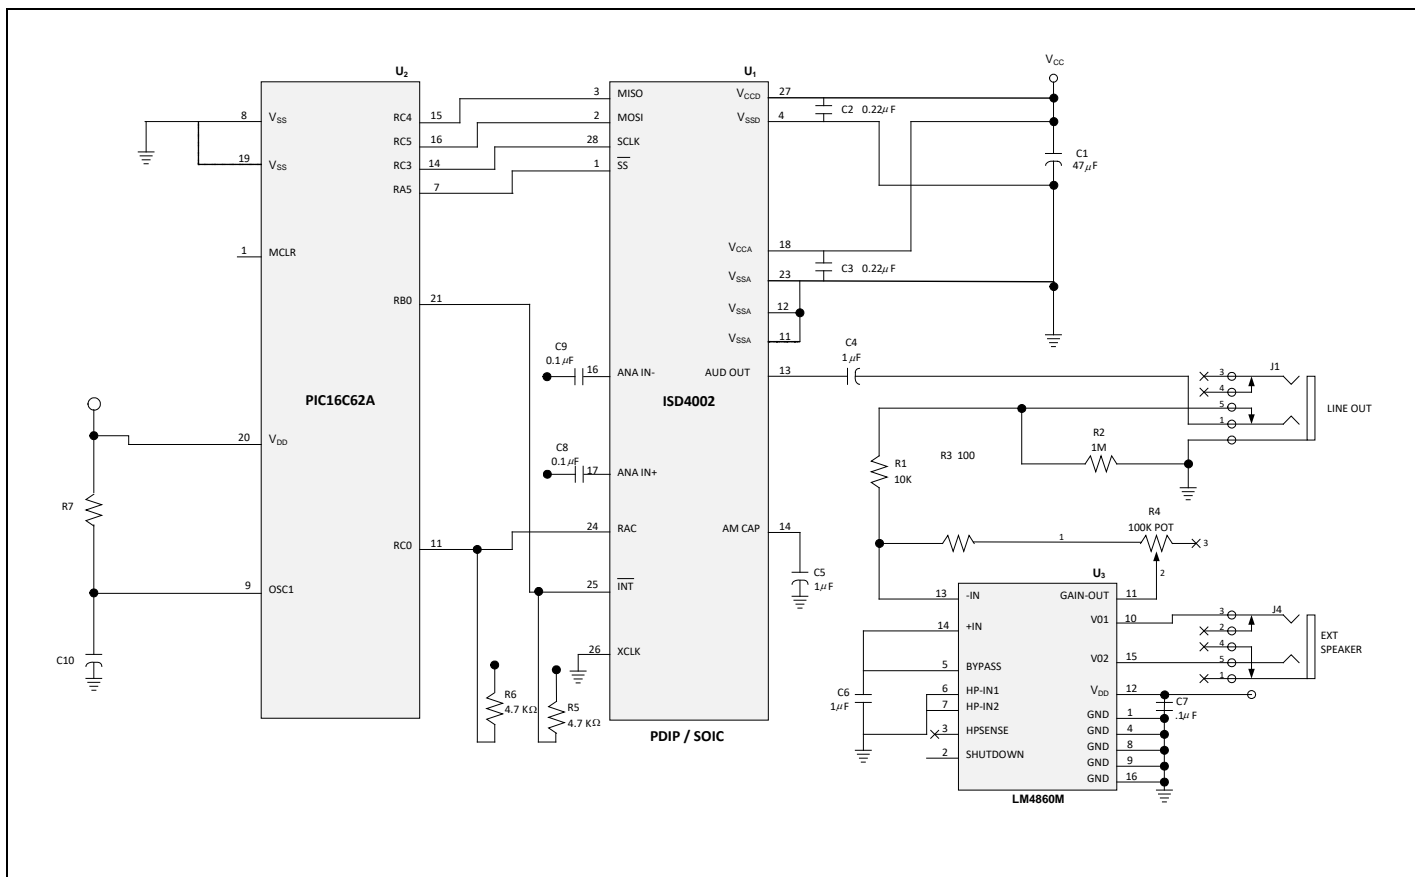 U2
U1
VCC
8 VSS
19 VSS
1 MCLR
20 VDD
9 OSC1
PIC16C62A
RC4 15
RC5 16
RC3 14
RA5 7
RB0 21
RC0 11
R7
C10
3 MISO
2 MOSI
28 SCLK
1 SS
C9
0.1µF
16 ANA IN-
C8
0.1µF
17 ANA IN+
24 RAC
25 INT
26 XCLK
R6
4.7 KΩ
R5
4.7 KΩ
ISD4002
PDIP / SOIC
VCCD 27
VSSD 4
C2 0.22µF
C1
47µF
VCCA 18
C3 0.22µF
VSSA 23
VSSA 12
VSSA 11
AUD OUT 13
C4
1µF
AM CAP 14
C5
1µF
3
4
5
1
J1
LINE OUT
R2
1M
R1
10K
R3 100
R4
100K POT
1
3
2
U3
13 -IN
14 +IN
5 BYPASS
6 HP-IN1
7 HP-IN2
3 HPSENSE
2 SHUTDOWN
C6
1µF
GAIN-OUT 11
V01 10
V02 15
VDD 12
GND 1
GND 4
GND 8
GND 9
GND 16
C7
.1µF
3
2
4
5
1
J4
EXT
SPEAKER
LM4860M